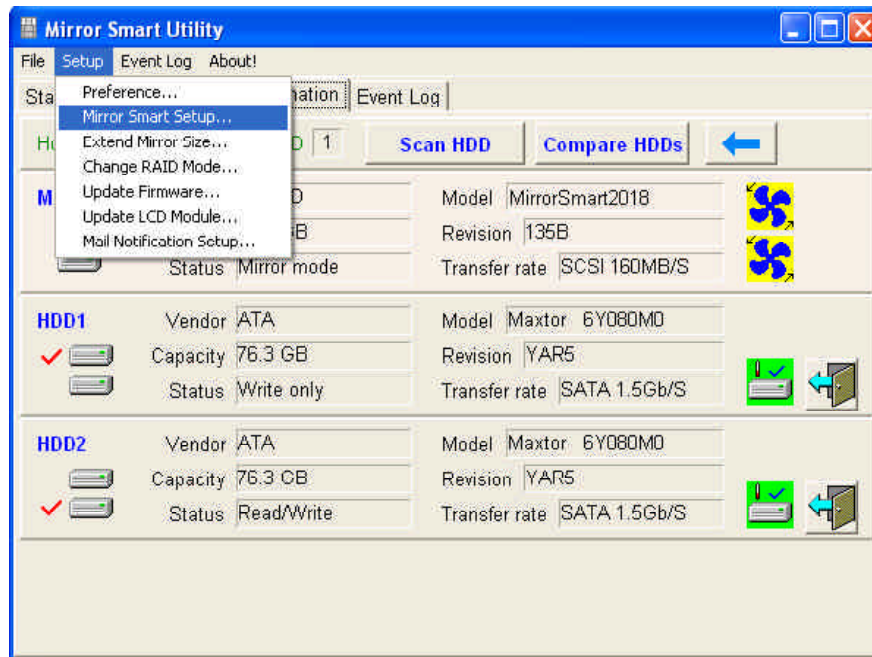 Mirror Smart Utility
File Setup Event Log About!
Preference...
Mirror Smart Setup...
Extend Mirror Size...
Change RAID Mode...
Update Firmware...
Update LCD Module...
Mail Notification Setup...
Event Log
1 Scan HDD Compare HDDs
Model MirrorSmart2018
Revision 135B
Status Mirror mode Transfer rate SCSI 160MB/S
HDD1 Vendor ATA Model Maxtor 6Y080M0
Capacity 76.3 GB Revision YAR5
Status Write only Transfer rate SATA 1.5Gb/S
HDD2 Vendor ATA Model Maxtor 6Y080M0
Capacity 76.3 GB Revision YAR5
Status Read/Write Transfer rate SATA 1.5Gb/S